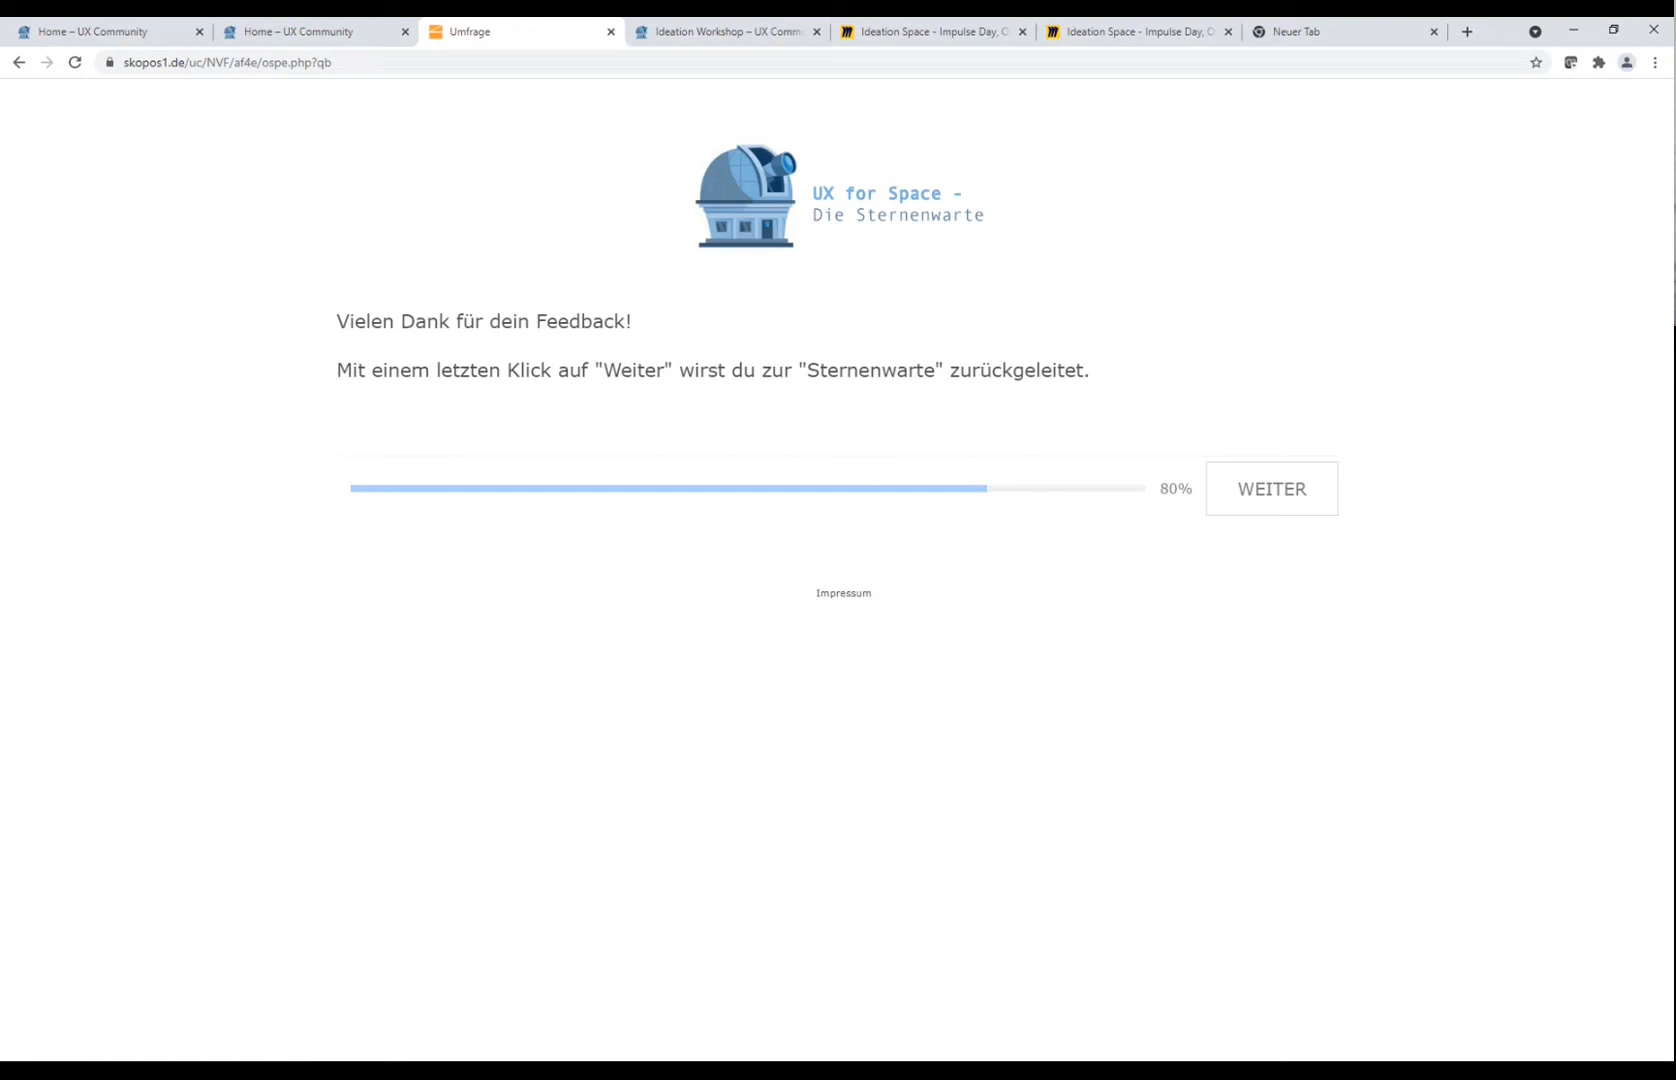 Home – UX Community
Home – UX Community
Umfrage
Ideation Workshop – UX Comm
Ideation Space - Impulse Day, O
Ideation Space - Impulse Day, O
Neuer Tab
skopos1.de/uc/NVF/af4e/ospe.php?qb
UX for Space -
Die Sternenwarte
Vielen Dank für dein Feedback!
Mit einem letzten Klick auf "Weiter" wirst du zur "Sternenwarte" zurückgeleitet.
80%
WEITER
Impressum